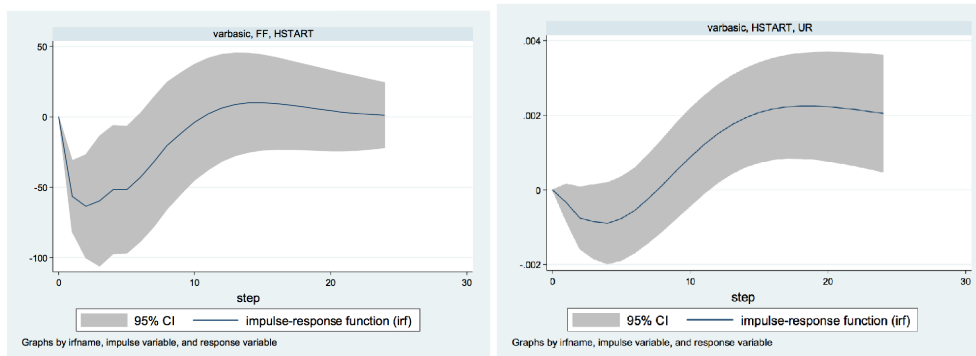 varbasic, FF, HSTART
50
0
-50
-100
0
10
20
30
step
95% CI
impulse-response function (irf)
Graphs by irfname, impulse variable, and response variable
varbasic, HSTART, UR
.004
.002
0
-.002
0
10
20
30
step
95% CI
impulse-response function (irf)
Graphs by irfname, impulse variable, and response variable